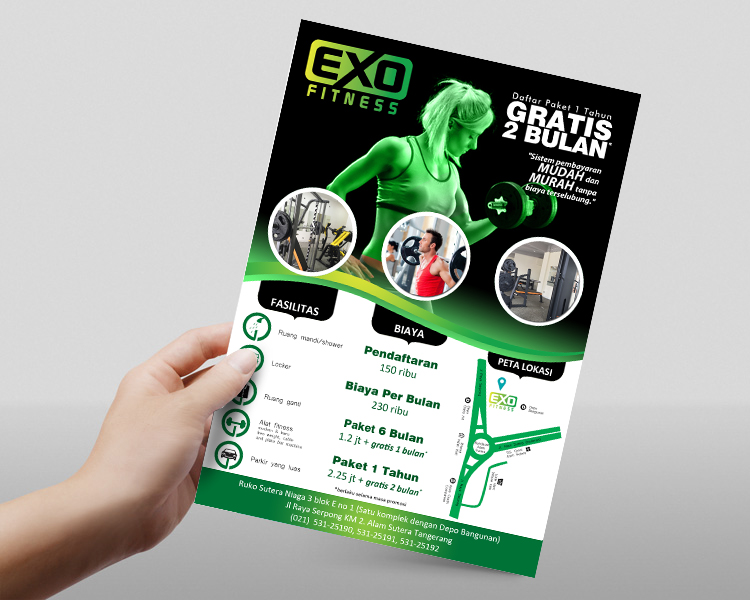 EXO
FITNESS
Daftar Paket 1 Tahun
GRATIS
2 BULAN*
"Sistem pembayaran
MUDAH dan
MURAH tanpa
biaya terselubung."
FASILITAS
Ruang mandi/shower
Locker
Ruang ganti
Alat fitness
Parkir yang luas
BIAYA
Pendaftaran
150 ribu
Biaya Per Bulan
230 ribu
Paket 6 Bulan
1.2 jt + gratis 1 bulan*
Paket 1 Tahun
2.25 jt + gratis 2 bulan*
*berlaku selama masa promosi
PETA LOKASI
EXO
FITNESS
Ruko Sutera Niaga 3 blok E no 1 (Satu komplek dengan Depo Bangunan)
Jl Raya Serpong KM 2. Alam Sutera Tangerang
(021) 531-25190, 531-25191, 531-25192